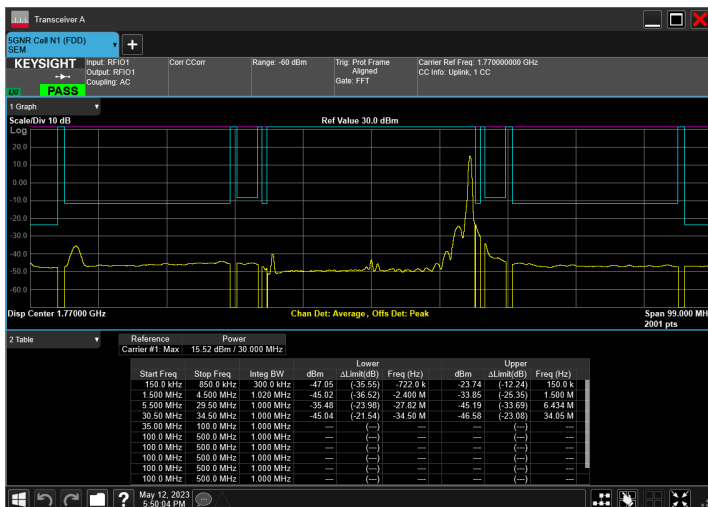 Transceiver A
5GNR Cell N1 (FDD)
SEM
KEYSIGHT
Input: RFIO1
Output: RFIO1
Coupling: AC
Corr CCorr
Range: -60 dBm
Trig: Prot Frame
Aligned
Gate: FFT
Carrier Ref Freq: 1.770000000 GHz
CC Info: Uplink, 1 CC
PASS
1 Graph
Scale/Div 10 dB
Ref Value 30.0 dBm
Log
20.0
10.0
0.00
-10.0
-20.0
-30.0
-40.0
-50.0
-60.0
Disp Center 1.77000 GHz
Chan Det: Average, Offs Det: Peak
Span 99.000 MH
2001 pts
2 Table
Reference Power
Carrier #1: Max 15.52 dBm / 30.000 MHz
Lower Upper
Start Freq Stop Freq Integ BW dBm ΔLimit(dB) Freq (Hz) dBm ΔLimit(dB) Freq (Hz)
150.0 kHz 850.0 kHz 300.0 kHz -47.05 (-35.55) -722.0 k -23.74 (-12.24) 150.0 k
1.500 MHz 4.500 MHz 1.020 MHz -45.02 (-36.52) -2.400 M -33.85 (-25.35) 1.500 M
5.500 MHz 29.50 MHz 1.000 MHz -35.48 (-23.98) -27.82 M -45.19 (-33.69) 6.434 M
30.50 MHz 34.50 MHz 1.000 MHz -45.04 (-21.54) -34.50 M -46.58 (-23.08) 34.05 M
35.00 MHz 100.0 MHz 1.000 MHz --- (---) --- --- (---) ---
100.0 MHz 500.0 MHz 1.000 MHz --- (---) --- --- (---) ---
100.0 MHz 500.0 MHz 1.000 MHz --- (---) --- --- (---) ---
100.0 MHz 500.0 MHz 1.000 MHz --- (---) --- --- (---) ---
100.0 MHz 500.0 MHz 1.000 MHz --- (---) --- --- (---) ---
100.0 MHz 500.0 MHz 1.000 MHz --- (---) --- --- (---) ---
May 12, 2023
5:50:04 PM